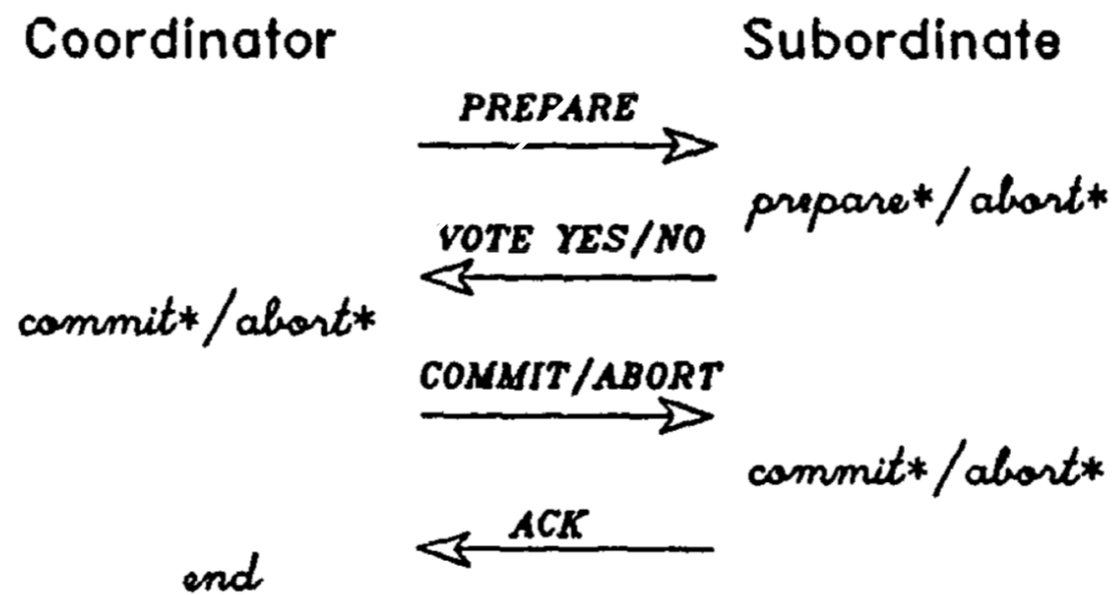 Coordinator Subordinate
PREPARE
prepare*/abort*
VOTE YES/NO
commit*/abort*
COMMIT/ABORT
commit*/abort*
ACK
end